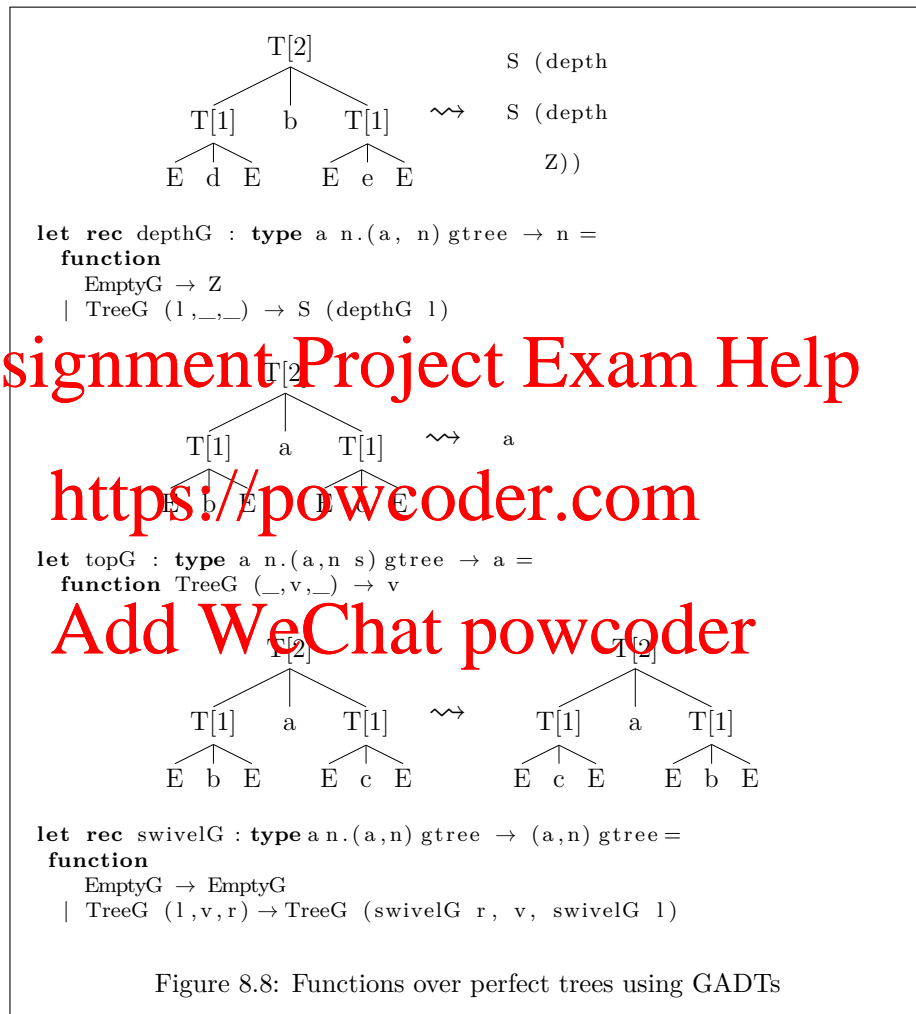 T[2]
T[1] b T[1]
E d E E e E
⇝
S (depth
S (depth
Z))
let rec depthG : type a n.(a, n) gtree → n =
function
EmptyG → Z
| TreeG (l,_,_) → S (depthG l)
signment Project Exam Help
T[2]
T[1] a T[1] ⇝ a
https://powcoder.com
E b E E c E
let topG : type a n.(a,n s) gtree → a =
function TreeG (_,v,_) → v
Add WeChat powcoder
T[2] T[2]
T[1] a T[1] ⇝ T[1] a T[1]
E b E E c E E c E E b E
let rec swivelG : type a n.(a,n) gtree → (a,n) gtree =
function
EmptyG → EmptyG
| TreeG (l,v,r) → TreeG (swivelG r, v, swivelG l)
Figure 8.8: Functions over perfect trees using GADTs